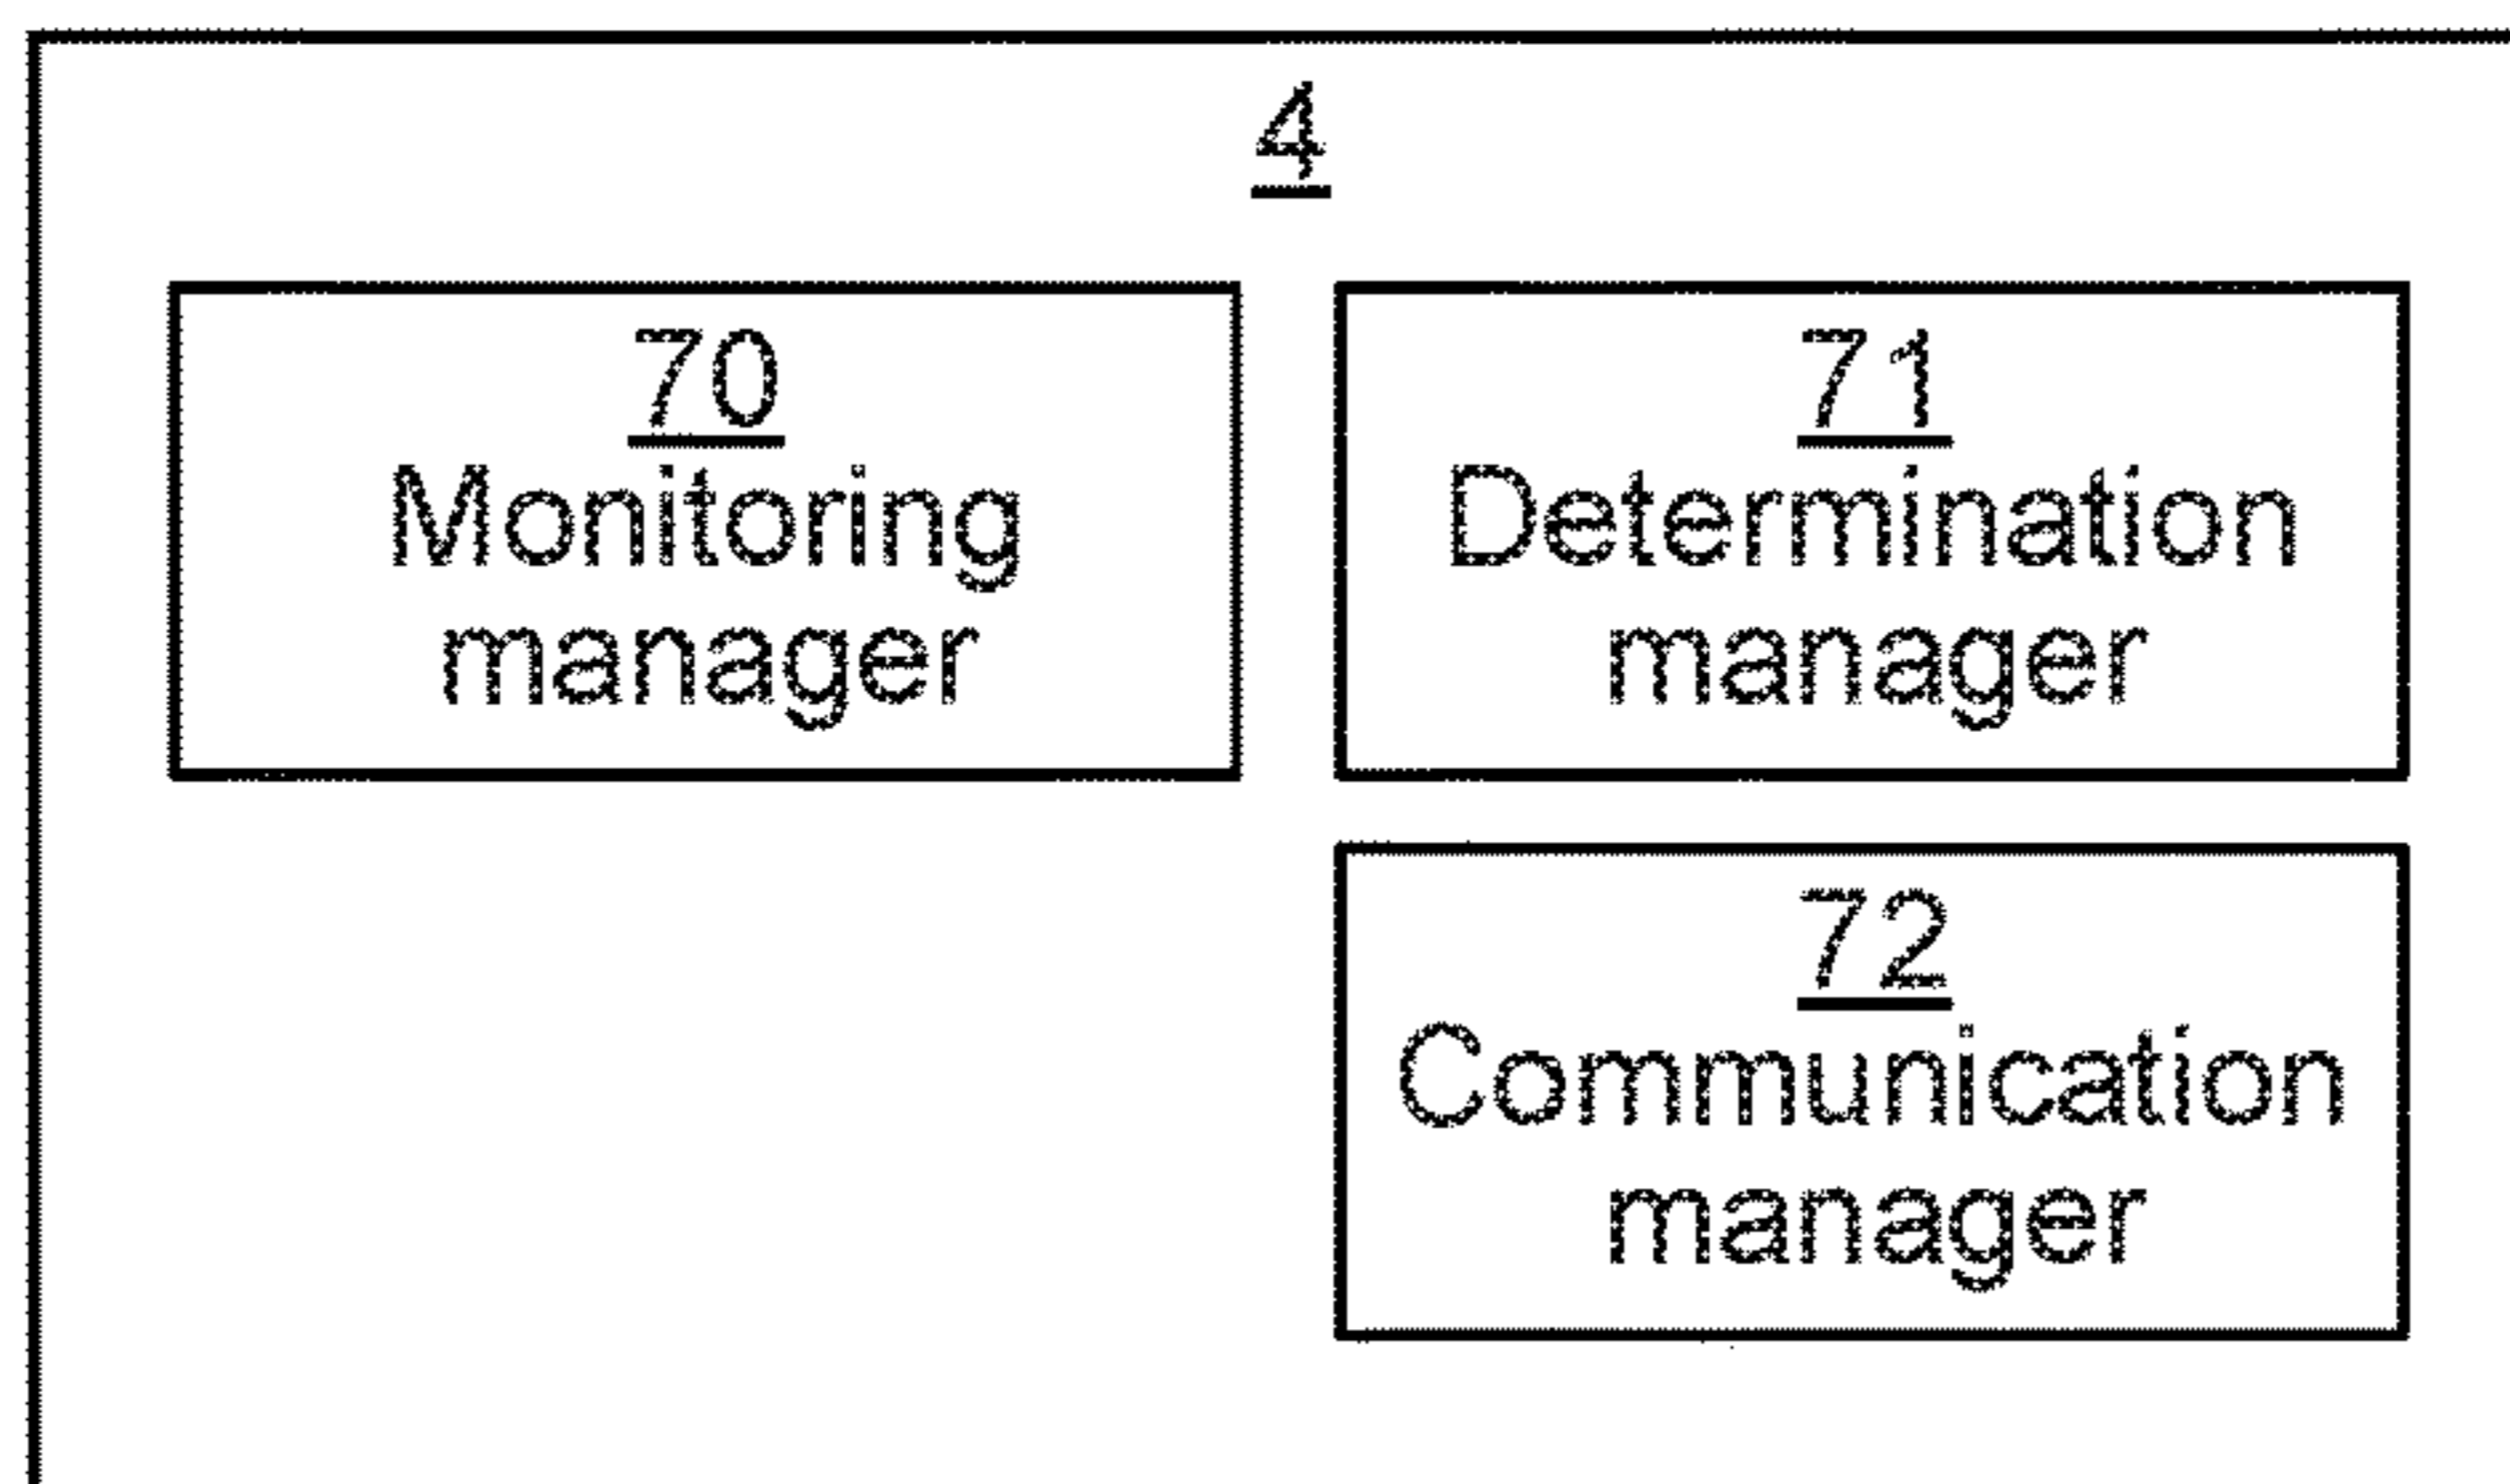 4
70
Monitoring
manager
71
Determination
manager
72
Communication
manager